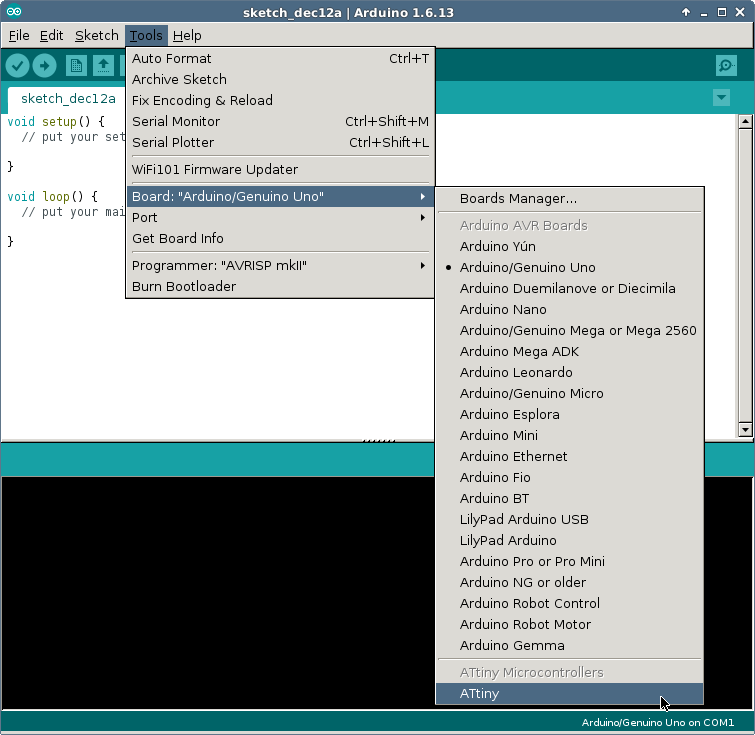 sketch_dec12a | Arduino 1.6.13
File Edit Sketch Tools Help
sketch_dec12a
void setup() {
// put your set
}
void loop() {
// put your mai
}
Auto Format Ctrl+T
Archive Sketch
Fix Encoding & Reload
Serial Monitor Ctrl+Shift+M
Serial Plotter Ctrl+Shift+L
WiFi101 Firmware Updater
Board: "Arduino/Genuino Uno"
Port
Get Board Info
Programmer: "AVRISP mkII"
Burn Bootloader
Boards Manager...
Arduino AVR Boards
Arduino Yún
Arduino/Genuino Uno
Arduino Duemilanove or Diecimila
Arduino Nano
Arduino/Genuino Mega or Mega 2560
Arduino Mega ADK
Arduino Leonardo
Arduino/Genuino Micro
Arduino Esplora
Arduino Mini
Arduino Ethernet
Arduino Fio
Arduino BT
LilyPad Arduino USB
LilyPad Arduino
Arduino Pro or Pro Mini
Arduino NG or older
Arduino Robot Control
Arduino Robot Motor
Arduino Gemma
ATtiny Microcontrollers
ATtiny
Arduino/Genuino Uno on COM1